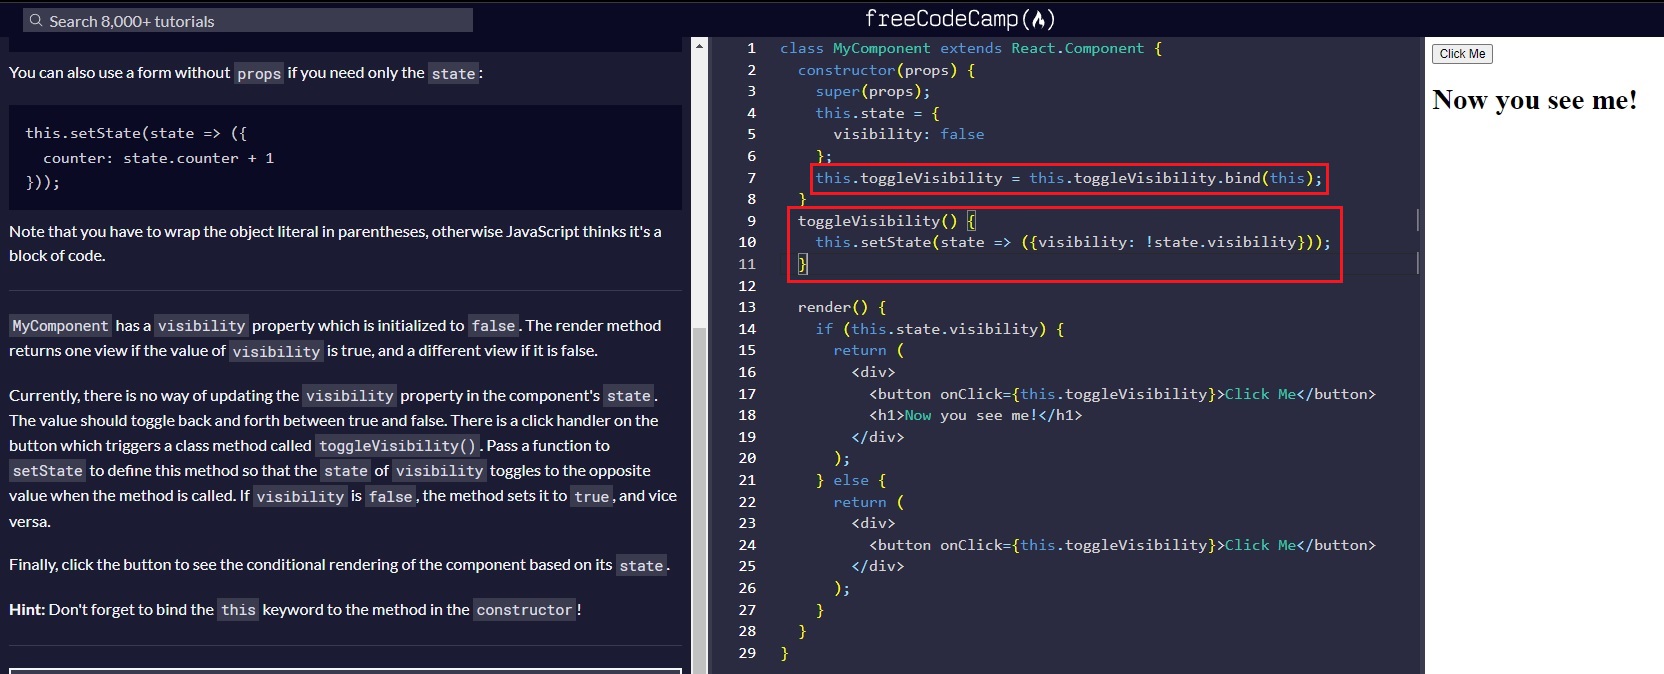 Search 8,000+ tutorials
freeCodeCamp
You can also use a form without props if you need only the state:
this.setState(state => ({
  counter: state.counter + 1
}));
Note that you have to wrap the object literal in parentheses, otherwise JavaScript thinks it's a
block of code.
MyComponent has a visibility property which is initialized to false. The render method
returns one view if the value of visibility is true, and a different view if it is false.
Currently, there is no way of updating the visibility property in the component's state.
The value should toggle back and forth between true and false. There is a click handler on the
button which triggers a class method called toggleVisibility(). Pass a function to
setState to define this method so that the state of visibility toggles to the opposite
value when the method is called. If visibility is false, the method sets it to true, and vice
versa.
Finally, click the button to see the conditional rendering of the component based on its state.
Hint: Don't forget to bind the this keyword to the method in the constructor!
1 class MyComponent extends React.Component {
2   constructor(props) {
3     super(props);
4     this.state = {
5       visibility: false
6     };
7     this.toggleVisibility = this.toggleVisibility.bind(this);
8   }
9   toggleVisibility() {
10     this.setState(state => ({visibility: !state.visibility}));
11   }
12
13   render() {
14     if (this.state.visibility) {
15       return (
16         <div>
17           <button onClick={this.toggleVisibility}>Click Me</button>
18           <h1>Now you see me!</h1>
19         </div>
20       );
21     } else {
22       return (
23         <div>
24           <button onClick={this.toggleVisibility}>Click Me</button>
25         </div>
26       );
27     }
28   }
29 }
Click Me
Now you see me!